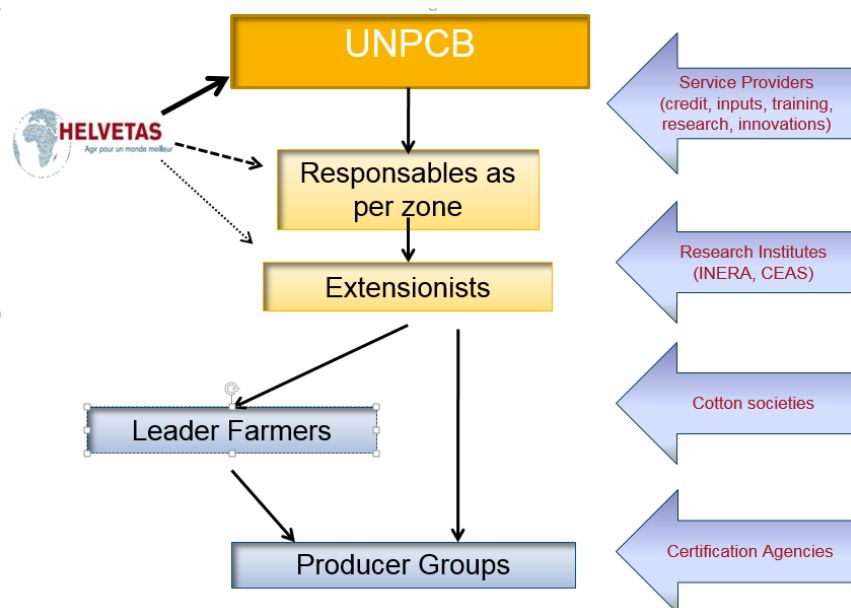 UNPCB
HELVETAS
Agir pour un monde meilleur
Responsables as
per zone
Extensionists
Leader Farmers
Producer Groups
Service Providers
(credit, inputs, training,
research, innovations)
Research Institutes
(INERA, CEAS)
Cotton societies
Certification Agencies